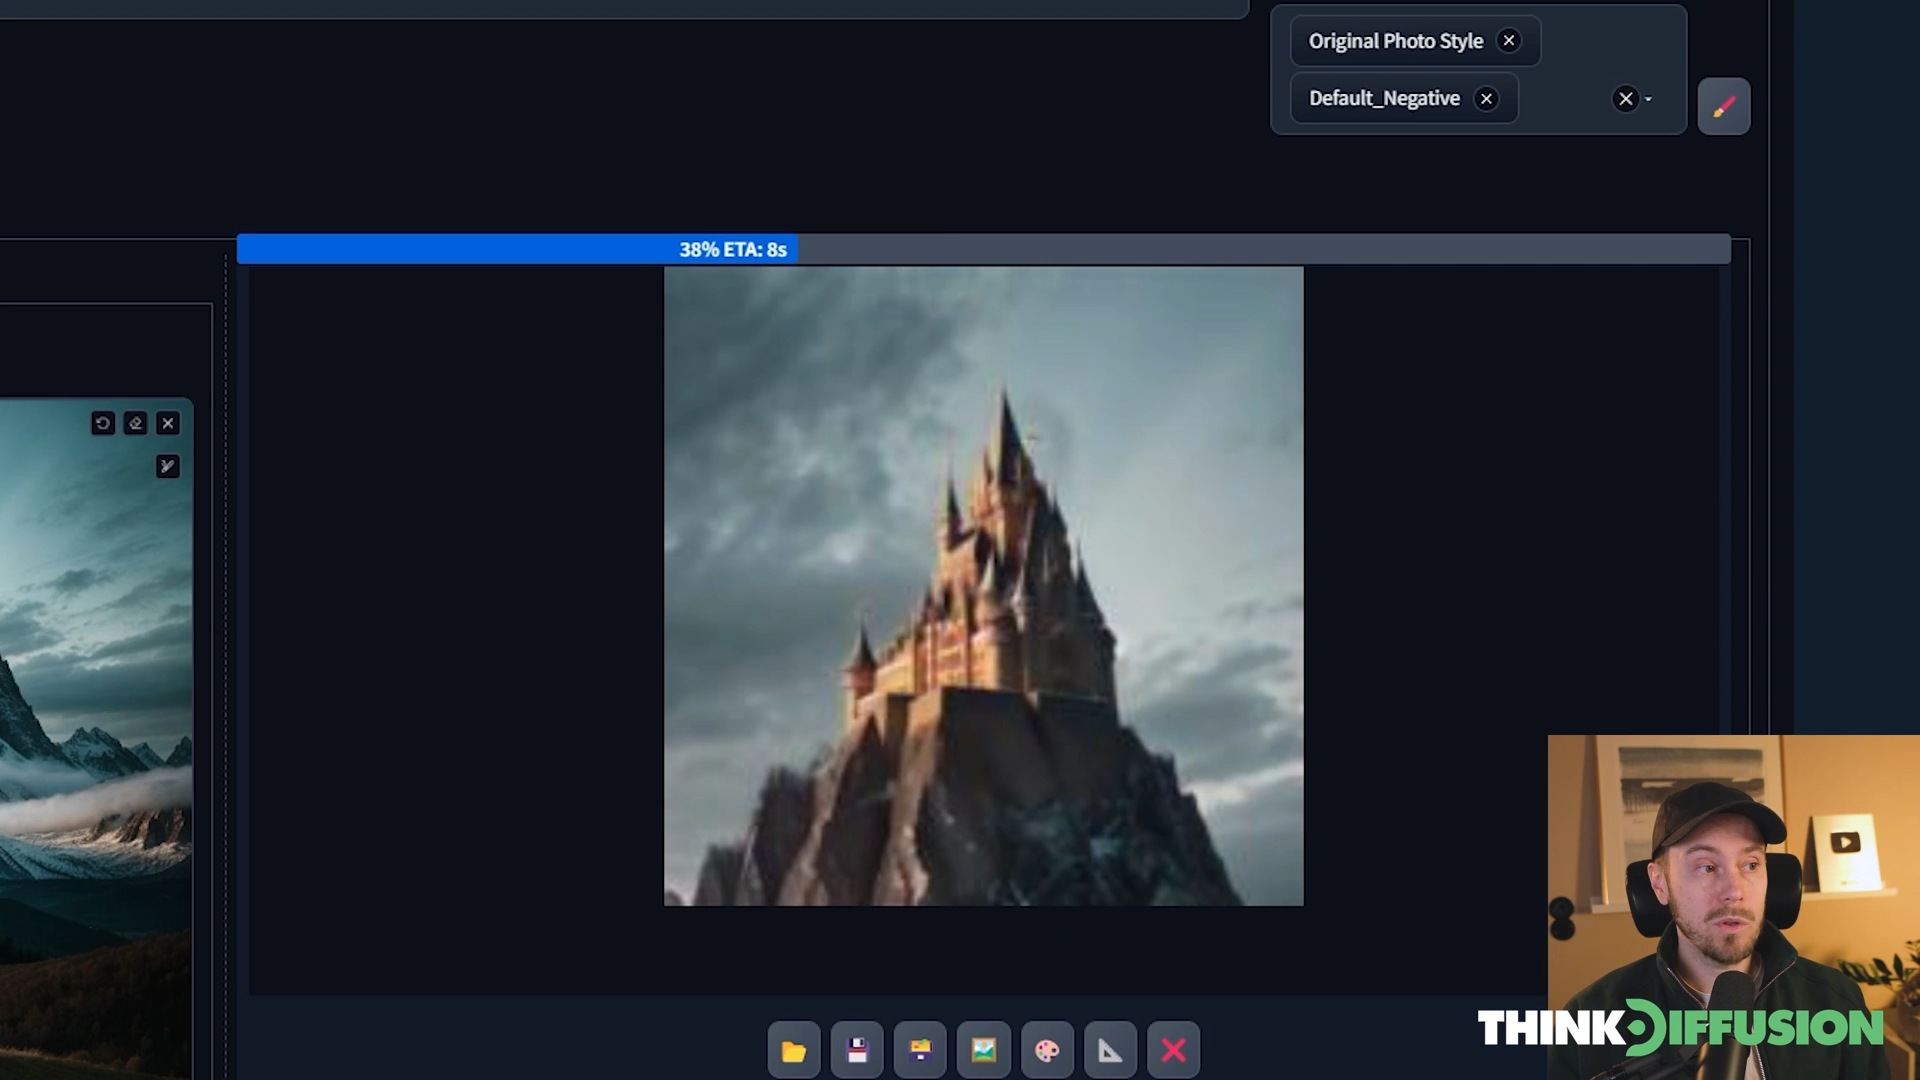 Original Photo Style
Default_Negative
38% ETA: 8s
THINKDIFFUSION